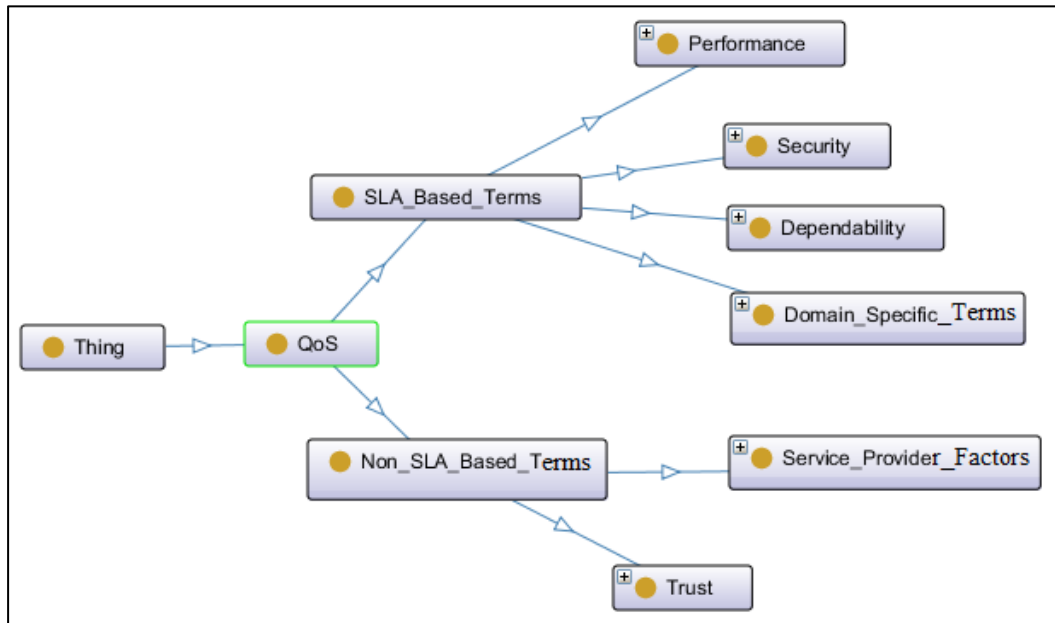 Performance
Security
SLA_Based_Terms
Dependability
Domain_Specific_Terms
Thing
QoS
Non_SLA_Based_Terms
Service_Provider_Factors
Trust